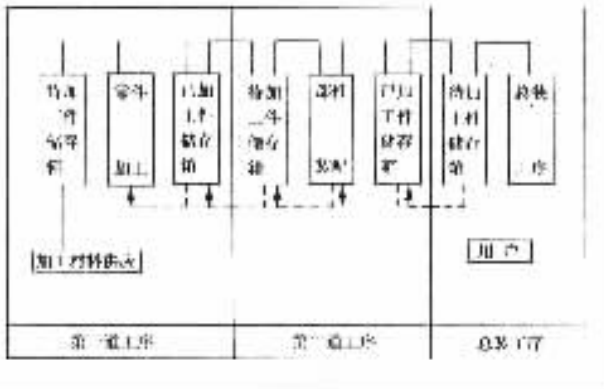 待加
工件
储存
箱
零件
加工
已加
工件
储存
箱
待加
工件
储存
箱
部件
装配
已加
工件
储存
箱
待加
工件
储存
箱
总装
工序
加工材料供应
用户
第一道工序
第二道工序
总装工序